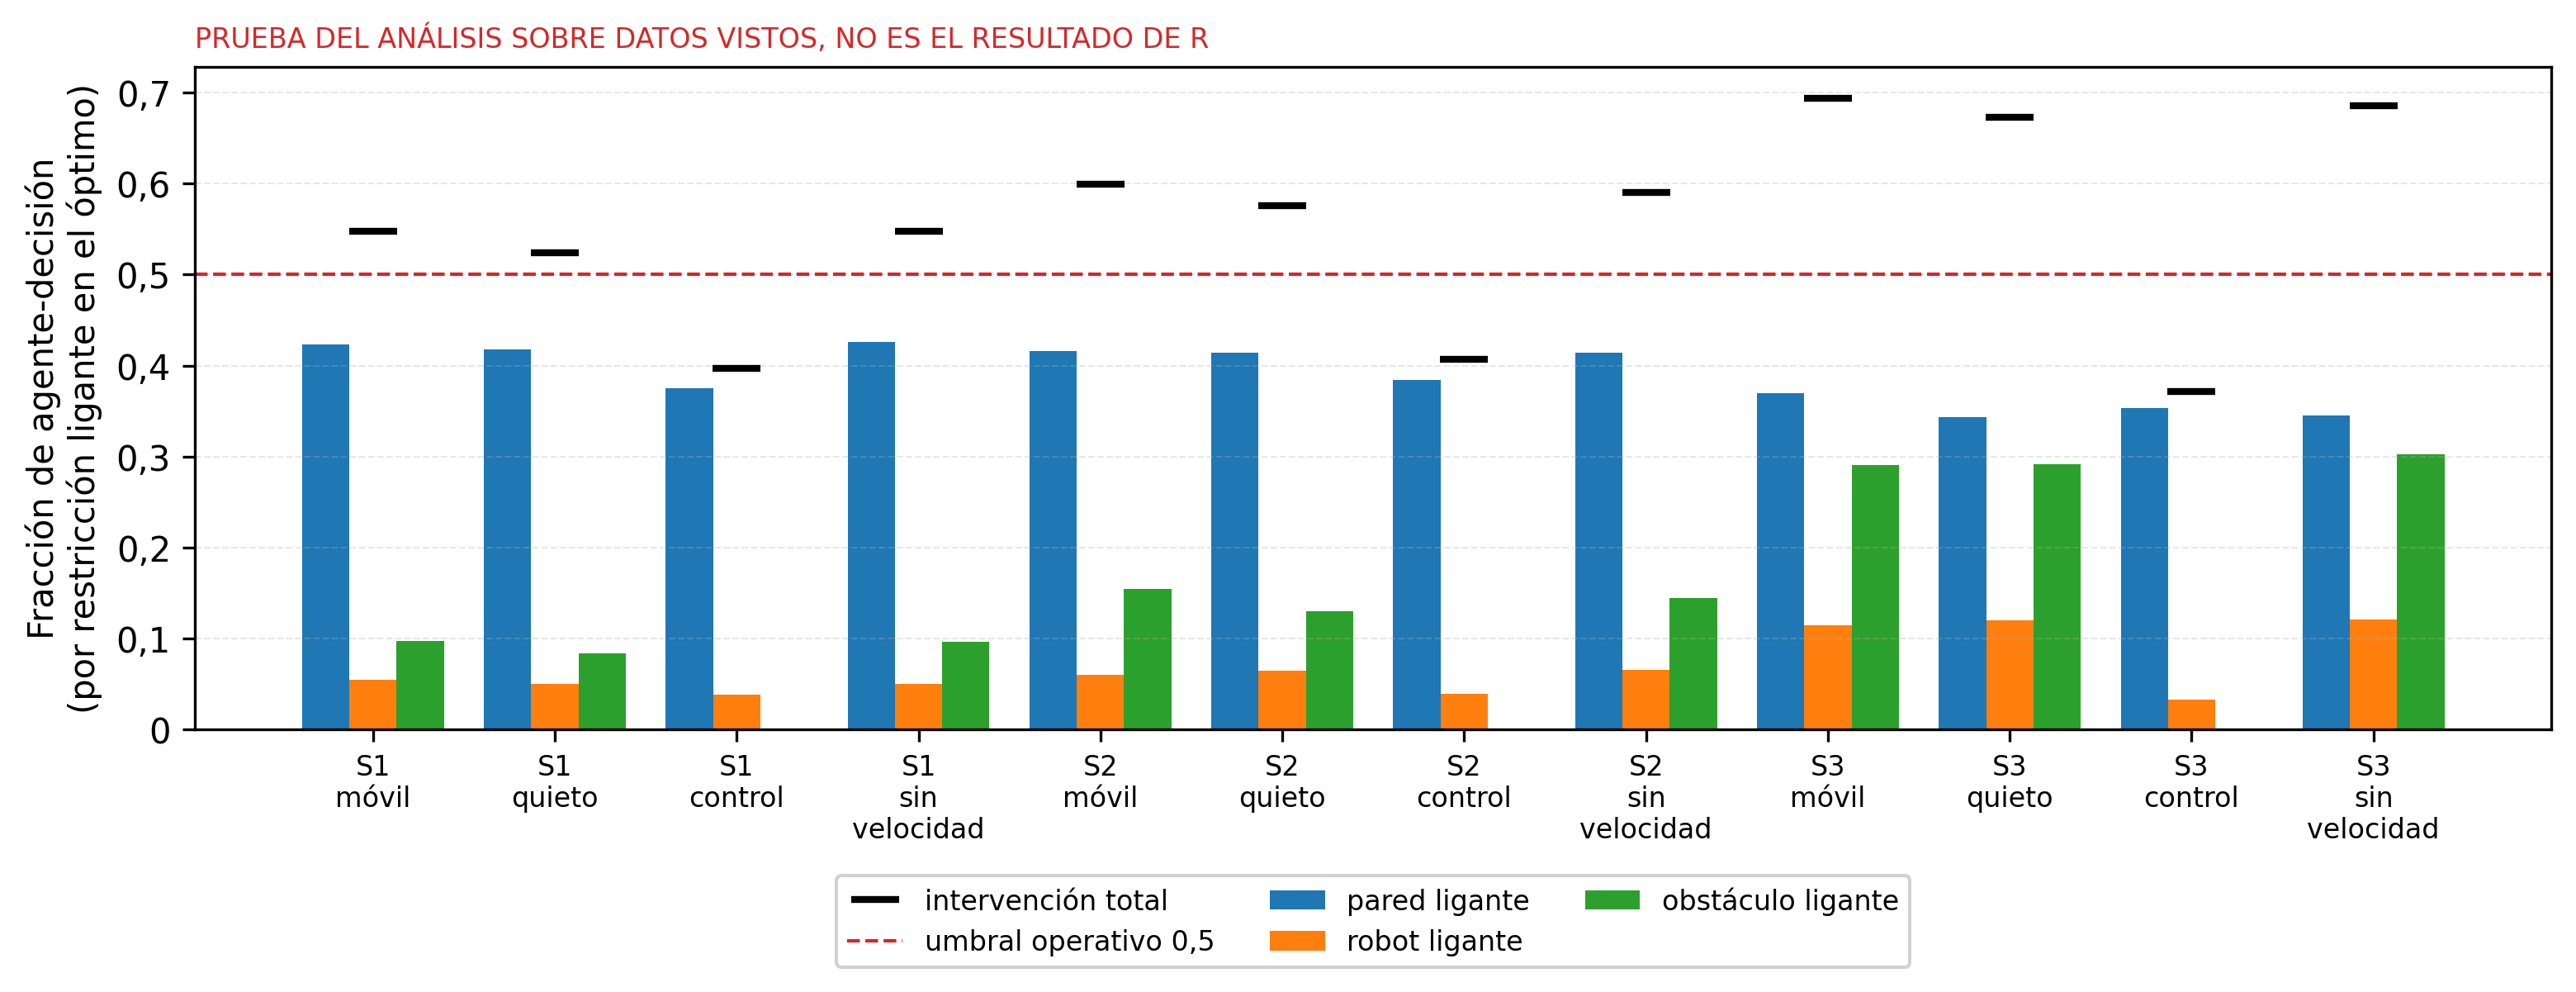 PRUEBA DEL ANÁLISIS SOBRE DATOS VISTOS, NO ES EL RESULTADO DE R
Fracción de agente-decisión
(por restricción ligante en el óptimo)
0,7
0,6
0,5
0,4
0,3
0,2
0,1
0
S1
móvil
S1
quieto
S1
control
S1
sin
velocidad
S2
móvil
S2
quieto
S2
control
S2
sin
velocidad
S3
móvil
S3
quieto
S3
control
S3
sin
velocidad
intervención total
umbral operativo 0,5
pared ligante
robot ligante
obstáculo ligante